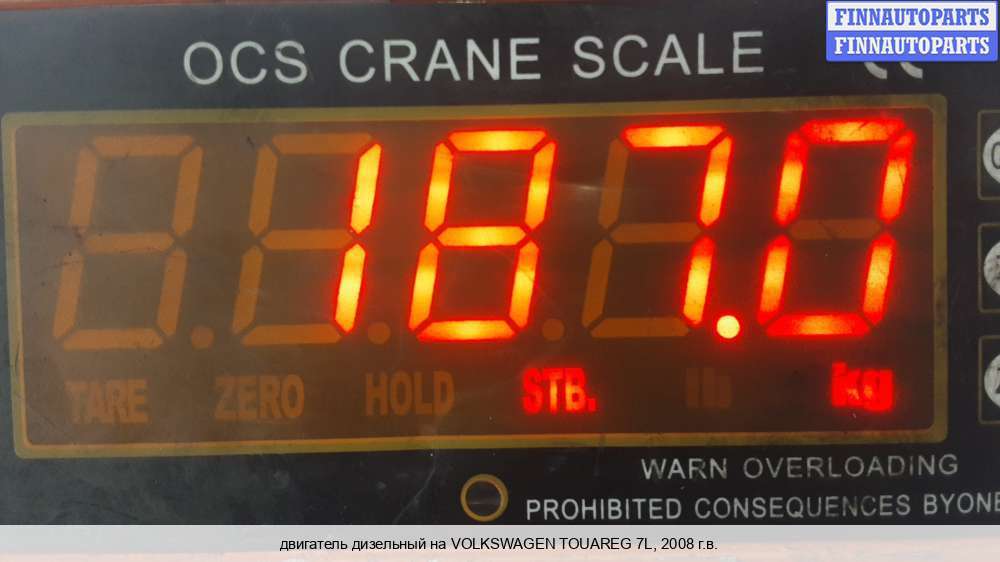 FINNAUTOPARTS
FINNAUTOPARTS
OCS CRANE SCALE
187.0
TARE ZERO HOLD STB. lb kg
WARN OVERLOADING
PROHIBITED CONSEQUENCES BYONE
двигатель дизельный на VOLKSWAGEN TOUAREG 7L, 2008 г.в.